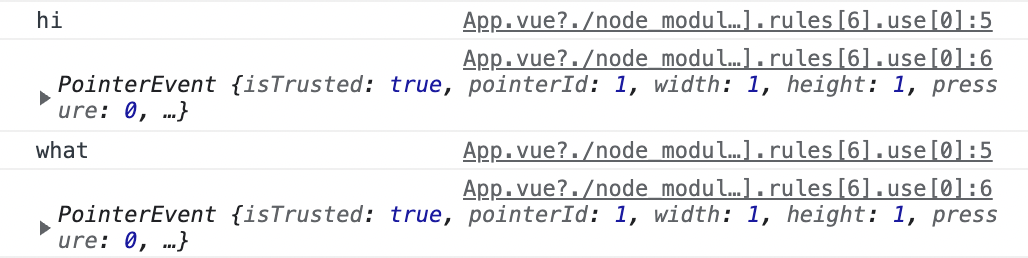 hi App.vue?./node_modul…].rules[6].use[0]:5
App.vue?./node_modul…].rules[6].use[0]:6
PointerEvent {isTrusted: true, pointerId: 1, width: 1, height: 1, press
ure: 0, …}
what App.vue?./node_modul…].rules[6].use[0]:5
App.vue?./node_modul…].rules[6].use[0]:6
PointerEvent {isTrusted: true, pointerId: 1, width: 1, height: 1, press
ure: 0, …}